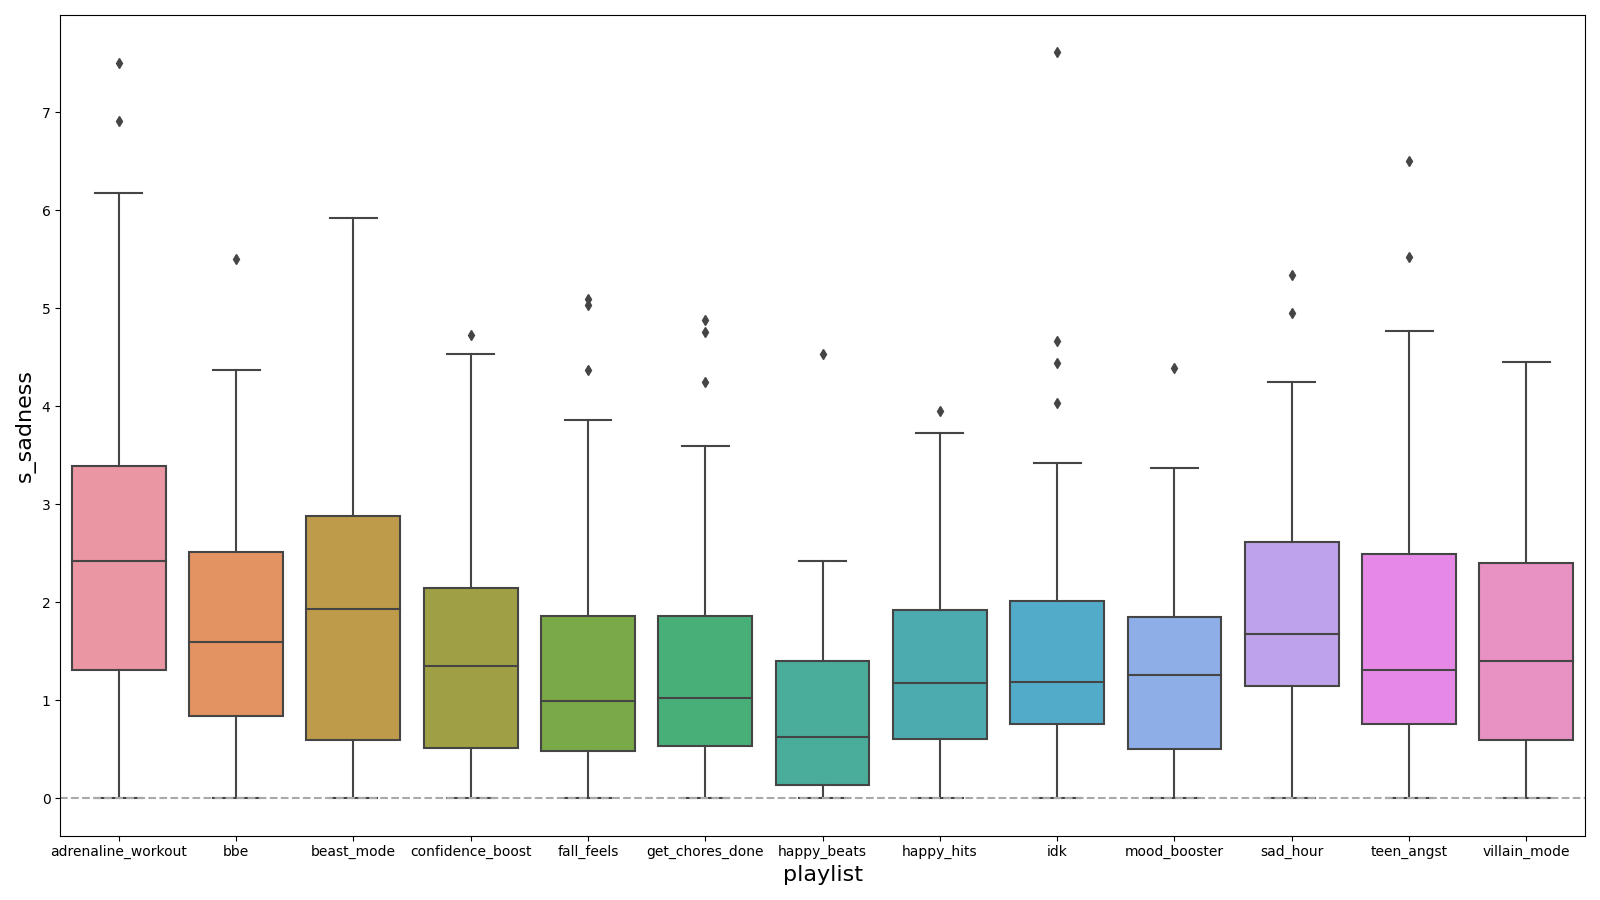 s_sadness
7
6
5
4
3
2
1
0
adrenaline_workout bbe beast_mode confidence_boost fall_feels get_chores_done happy_beats happy_hits idk mood_booster sad_hour teen_angst villain_mode
playlist